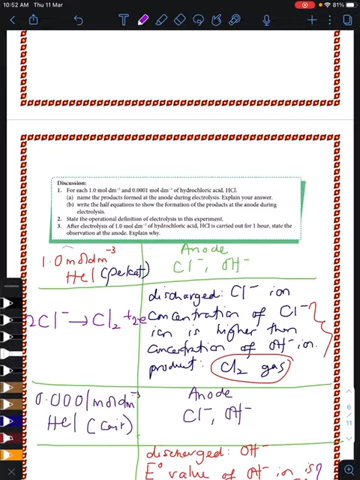 10:52 AM Thu 11 Mar
81%
Discussion:
1. For each 1.0 mol dm⁻³ and 0.0001 mol dm⁻³ of hydrochloric acid, HCl.
(a) name the products formed at the anode during electrolysis. Explain your answer.
(b) write the half equations to show the formation of the products at the anode during
electrolysis.
2. State the operational definition of electrolysis in this experiment.
3. After electrolysis of 1.0 mol dm⁻³ of hydrochloric acid, HCl is carried out for 1 hour, state the
observation at the anode. Explain why.
1.0 moldm⁻³
HCl (pekat)
Anode
Cl⁻, OH⁻
2Cl⁻ → Cl₂ + 2e
discharged: Cl⁻ ion
concentration of Cl⁻
ion is higher than
concentration of OH⁻ ion.
product: Cl₂ gas
0.0001 moldm⁻³
HCl (cair)
Anode
Cl⁻, OH⁻
discharged: OH⁻
E° value of OH⁻ ion is